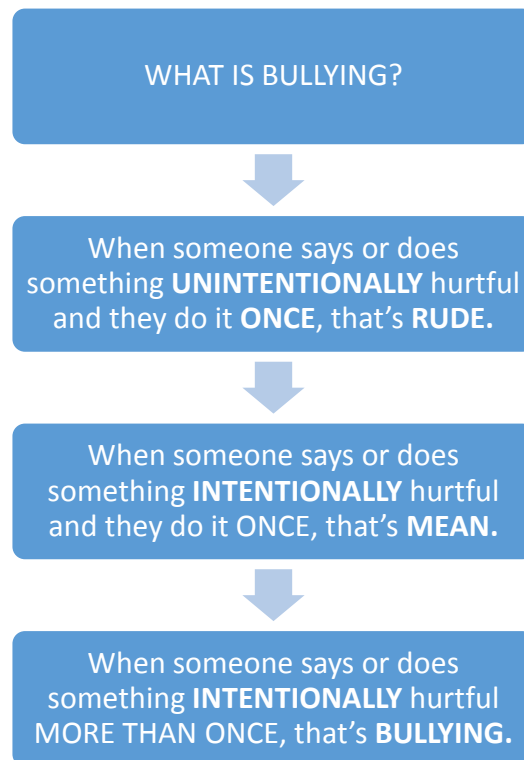 WHAT IS BULLYING?
When someone says or does
something UNINTENTIONALLY hurtful
and they do it ONCE, that’s RUDE.
When someone says or does
something INTENTIONALLY hurtful
and they do it ONCE, that’s MEAN.
When someone says or does
something INTENTIONALLY hurtful
MORE THAN ONCE, that’s BULLYING.